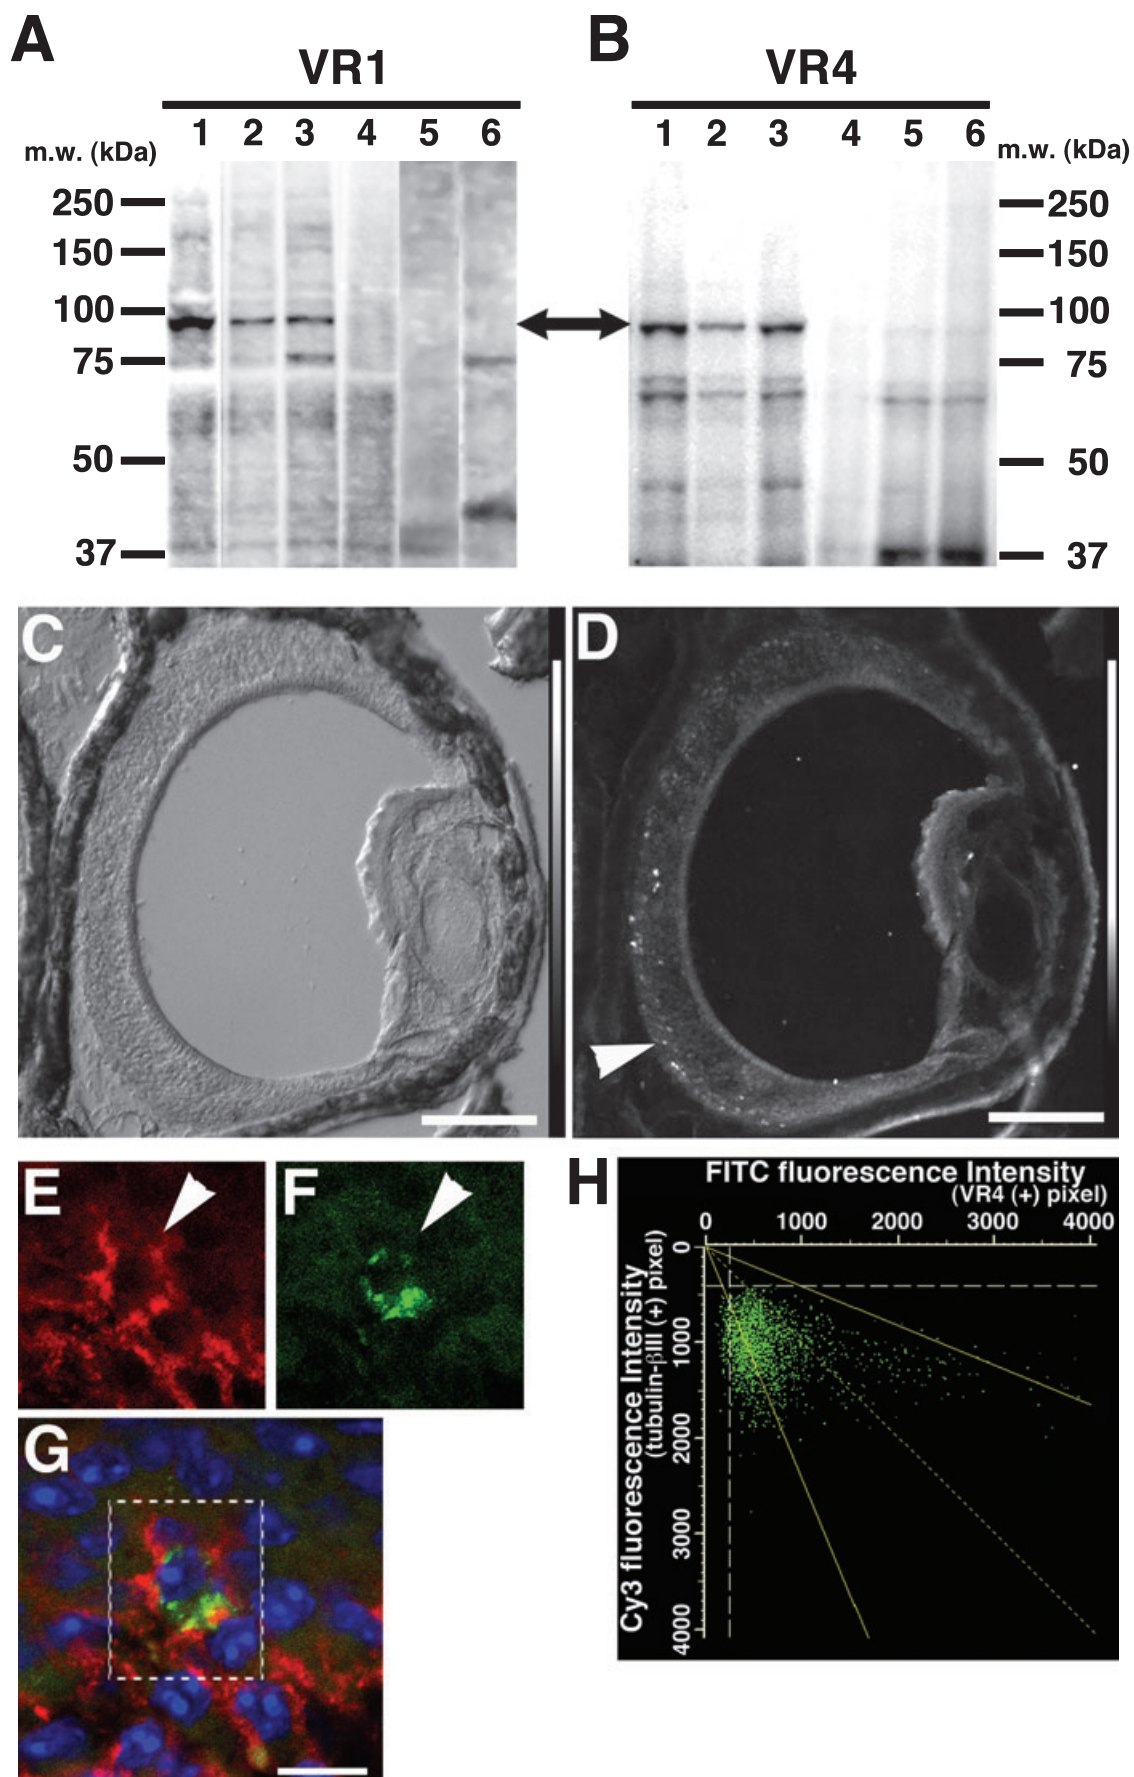 A
B
VR1
VR4
1 2 3 4 5 6
1 2 3 4 5 6
m.w. (kDa)
m.w. (kDa)
250
150
100
75
50
37
250
150
100
75
50
37
C
D
E
F
G
H
FITC fluorescence Intensity
(VR4 (+) pixel)
0 1000 2000 3000 4000
Cy3 fluorescence Intensity
(tubulin-βIII (+) pixel)
0
1000
2000
3000
4000